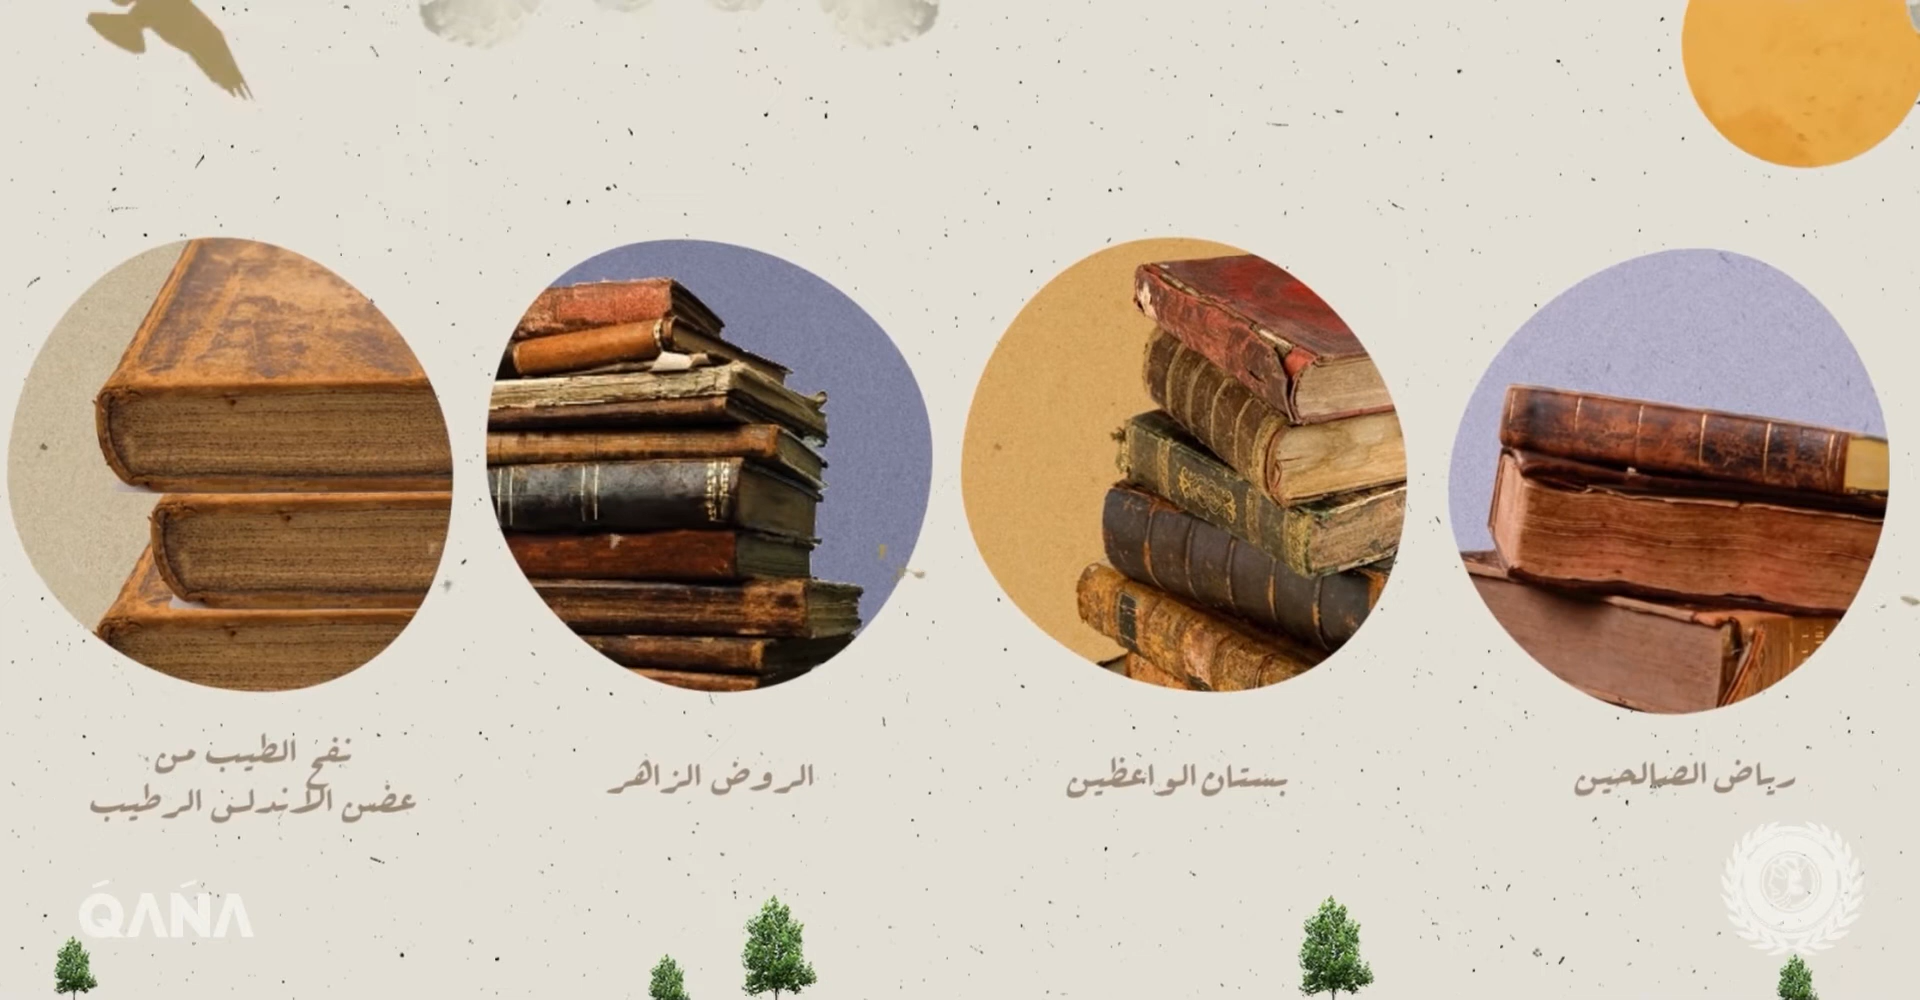 رياض الصالحين
بستان الواعظين
الروض الزاهر
نفح الطيب من
غصن الأندلس الرطيب
QANA